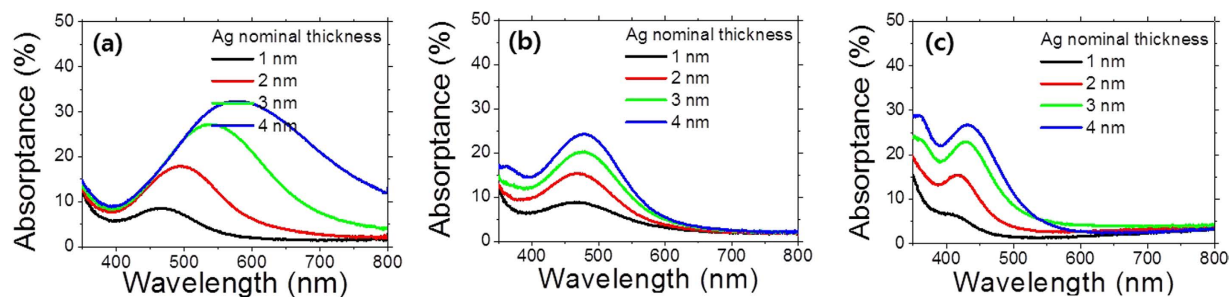 (a)
Ag nominal thickness
1 nm
2 nm
3 nm
4 nm
50
40
30
20
10
0
Absorptance (%)
400 500 600 700 800
Wavelength (nm)
(b)
Ag nominal thickness
1 nm
2 nm
3 nm
4 nm
50
40
30
20
10
0
Absorptance (%)
400 500 600 700 800
Wavelength (nm)
(c)
Ag nominal thickness
1 nm
2 nm
3 nm
4 nm
50
40
30
20
10
0
Absorptance (%)
400 500 600 700 800
Wavelength (nm)